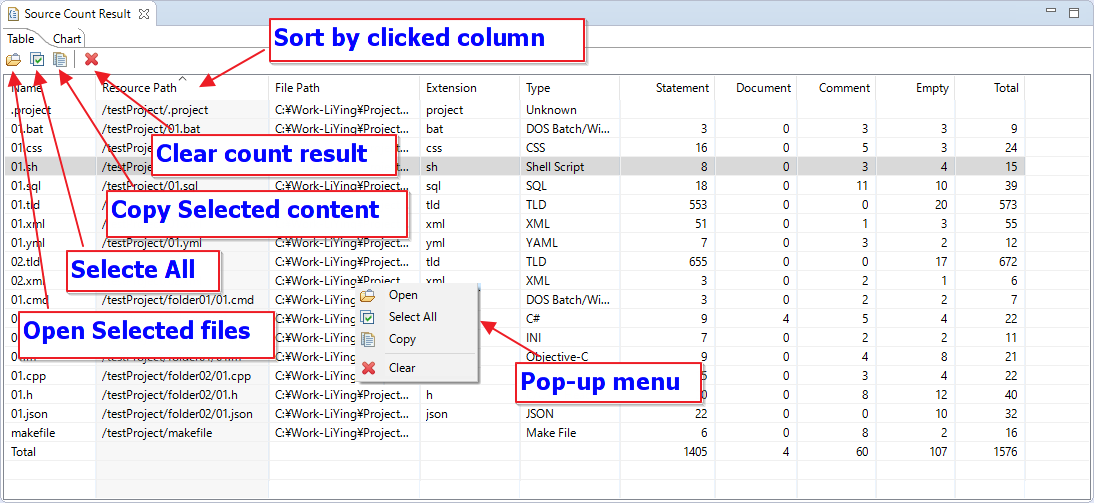 Source Count Result
Table Chart
Sort by clicked column
Name Resource Path File Path Extension Type Statement Document Comment Empty Total
.project /testProject/.project C:¥Work-LiYing¥Project... project Unknown
01.bat /testProject/01.bat C:¥Work-LiYing¥Project... bat DOS Batch/Wi... 3 0 3 3 9
01.css C:¥Work-LiYing¥Project... css CSS 16 0 5 3 24
Clear count result
01.sh /testProje sh Shell Script 8 0 3 4 15
01.sql /testProject/01.sql C:¥Work-LiYing¥Project... sql SQL 18 0 11 10 39
Copy Selected content
01.tld tld TLD 553 0 0 20 573
01.xml xml XML 51 0 1 3 55
01.yml /testProject/01.yml C:¥Work-LiYing¥Project... yml YAML 7 0 3 2 12
Selecte All
02.tld C:¥Work-LiYing¥Project... tld TLD 655 0 0 17 672
02.xml C:¥Work-LiYing¥Project... xml XML 3 0 2 1 6
01.cmd /testProject/folder01/01.cmd C:¥Work-LiYing DOS Batch/Wi... 3 0 2 2 7
Open
Select All
Copy
Clear
Open Selected files
C:¥Work-LiYing C# 9 4 5 4 22
C:¥Work-LiYing INI 7 0 2 2 11
C:¥Work-LiYing Objective-C 9 0 4 8 21
Pop-up menu
01.cpp /testProject/folder02/01.cpp C:¥Work-LiYing 5 0 3 4 22
01.h /testProject/folder02/01.h C:¥Work-LiYing¥Project... h 0 0 8 12 40
01.json /testProject/folder02/01.json C:¥Work-LiYing¥Project... json JSON 22 0 0 10 32
makefile /testProject/makefile C:¥Work-LiYing¥Project... Make File 6 0 8 2 16
Total 1405 4 60 107 1576